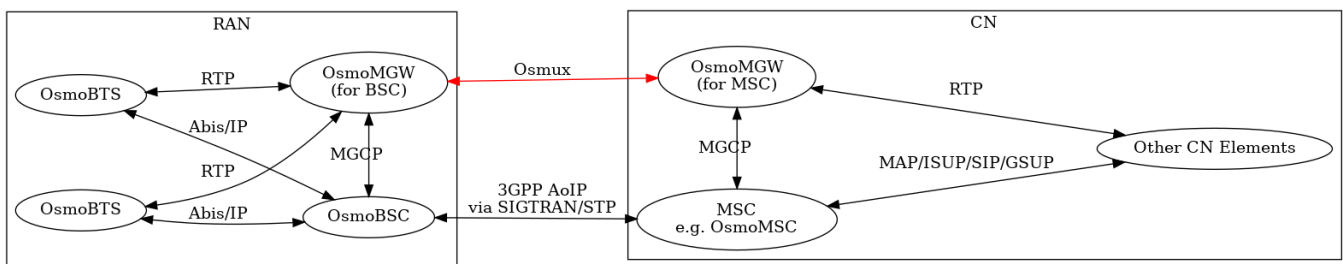 RAN
OsmoBTS
RTP
OsmoMGW
(for BSC)
Abis/IP
MGCP
RTP
OsmoBTS
Abis/IP
OsmoBSC
Osmux
3GPP AoIP
via SIGTRAN/STP
CN
OsmoMGW
(for MSC)
RTP
MGCP
Other CN Elements
MAP/ISUP/SIP/GSUP
MSC
e.g. OsmoMSC